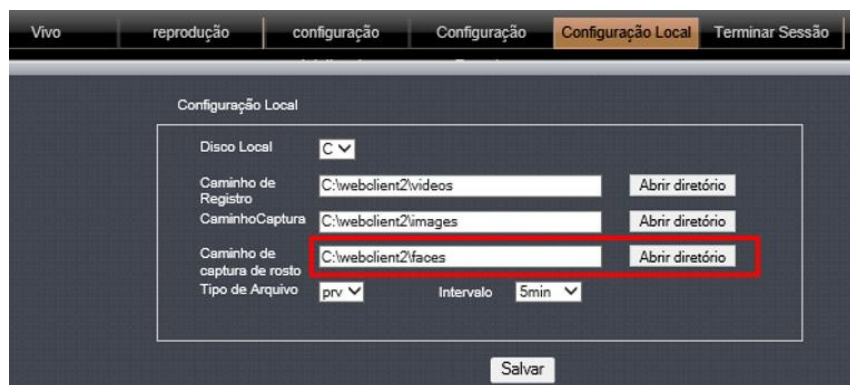 Vivo reprodução configuração Configuração Configuração Local Terminar Sessão
Configuração Local
Disco Local C
Caminho de Registro C:\webclient2\videos Abrir diretório
CaminhoCaptura C:\webclient2\images Abrir diretório
Caminho de captura de rosto C:\webclient2\faces Abrir diretório
Tipo de Arquivo prv Intervalo 5min
Salvar